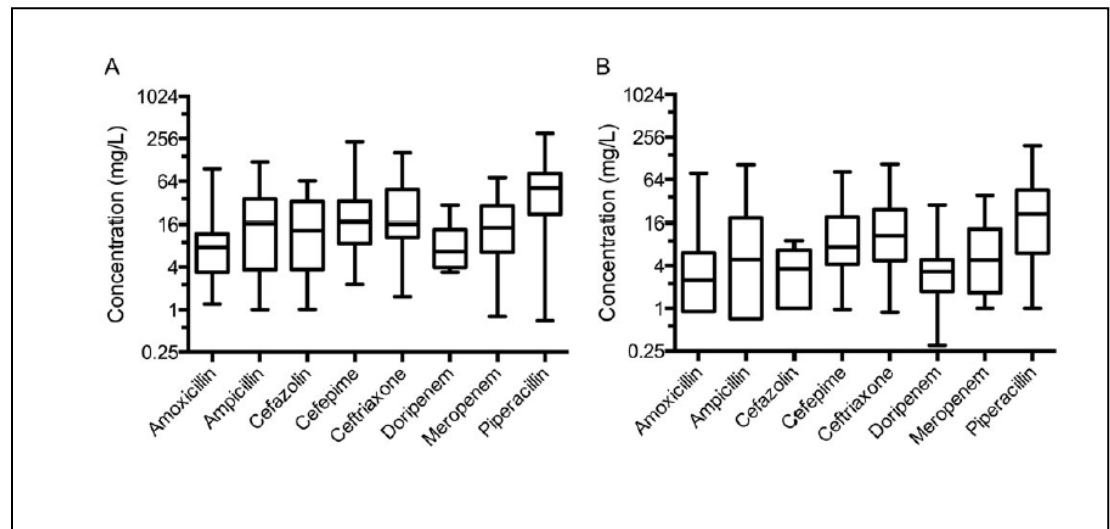 A
Concentration (mg/L)
1024
256
64
16
4
1
0.25
Amoxicillin
Ampicillin
Cefazolin
Cefepime
Ceftriaxone
Doripenem
Meropenem
Piperacillin
B
Concentration (mg/L)
1024
256
64
16
4
1
0.25
Amoxicillin
Ampicillin
Cefazolin
Cefepime
Ceftriaxone
Doripenem
Meropenem
Piperacillin